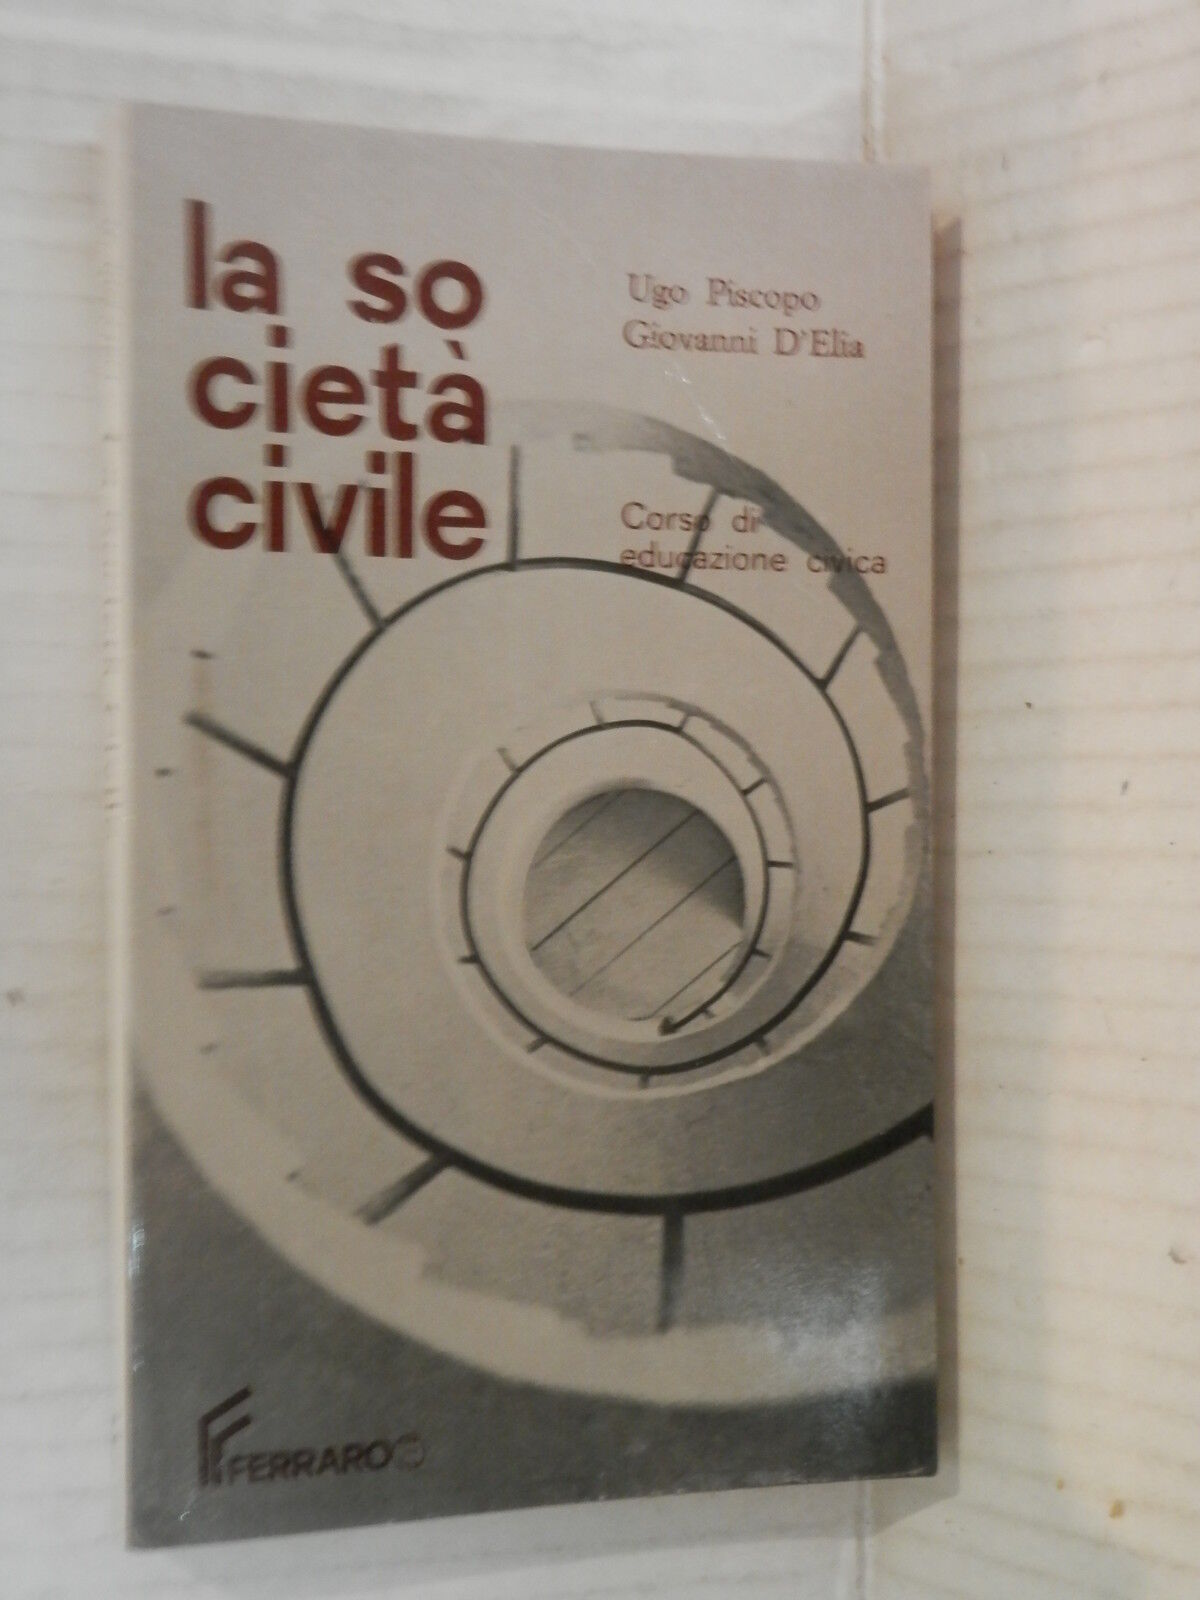 la so
cietà
civile
Ugo Piscopo
Giovanni D'Elia
Corso di
educazione civica
FERRARO